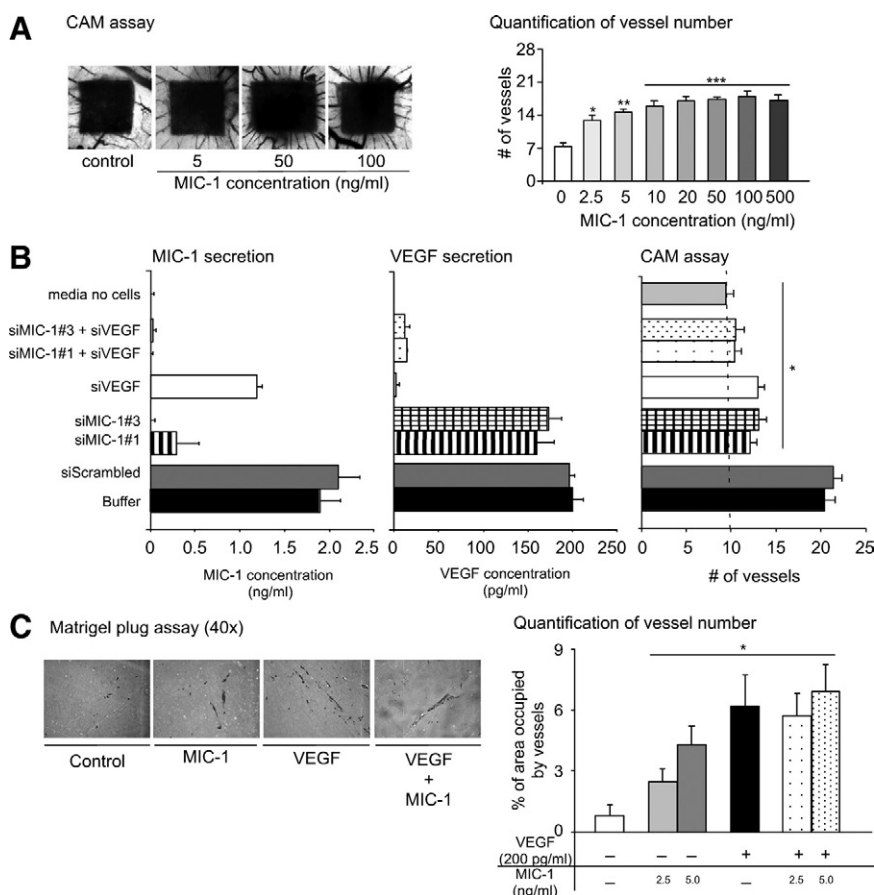 A
CAM assay
control
5
50
100
MIC-1 concentration (ng/ml)
Quantification of vessel number
# of vessels
28
21
14
7
0
*
**
***
0 2.5 5 10 20 50 100 500
MIC-1 concentration (ng/ml)
B
MIC-1 secretion
VEGF secretion
CAM assay
media no cells
siMIC-1#3 + siVEGF
siMIC-1#1 + siVEGF
siVEGF
siMIC-1#3
siMIC-1#1
siScrambled
Buffer
*
0 0.5 1.0 1.5 2.0 2.5
MIC-1 concentration
(ng/ml)
0 50 100 150 200 250
VEGF concentration
(pg/ml)
0 5 10 15 20 25
# of vessels
C
Matrigel plug assay (40x)
Control
MIC-1
VEGF
VEGF
+
MIC-1
Quantification of vessel number
% of area occupied
by vessels
9
6
3
0
*
VEGF
(200 pg/ml)
– – – + + +
MIC-1
(ng/ml)
– 2.5 5.0 – 2.5 5.0